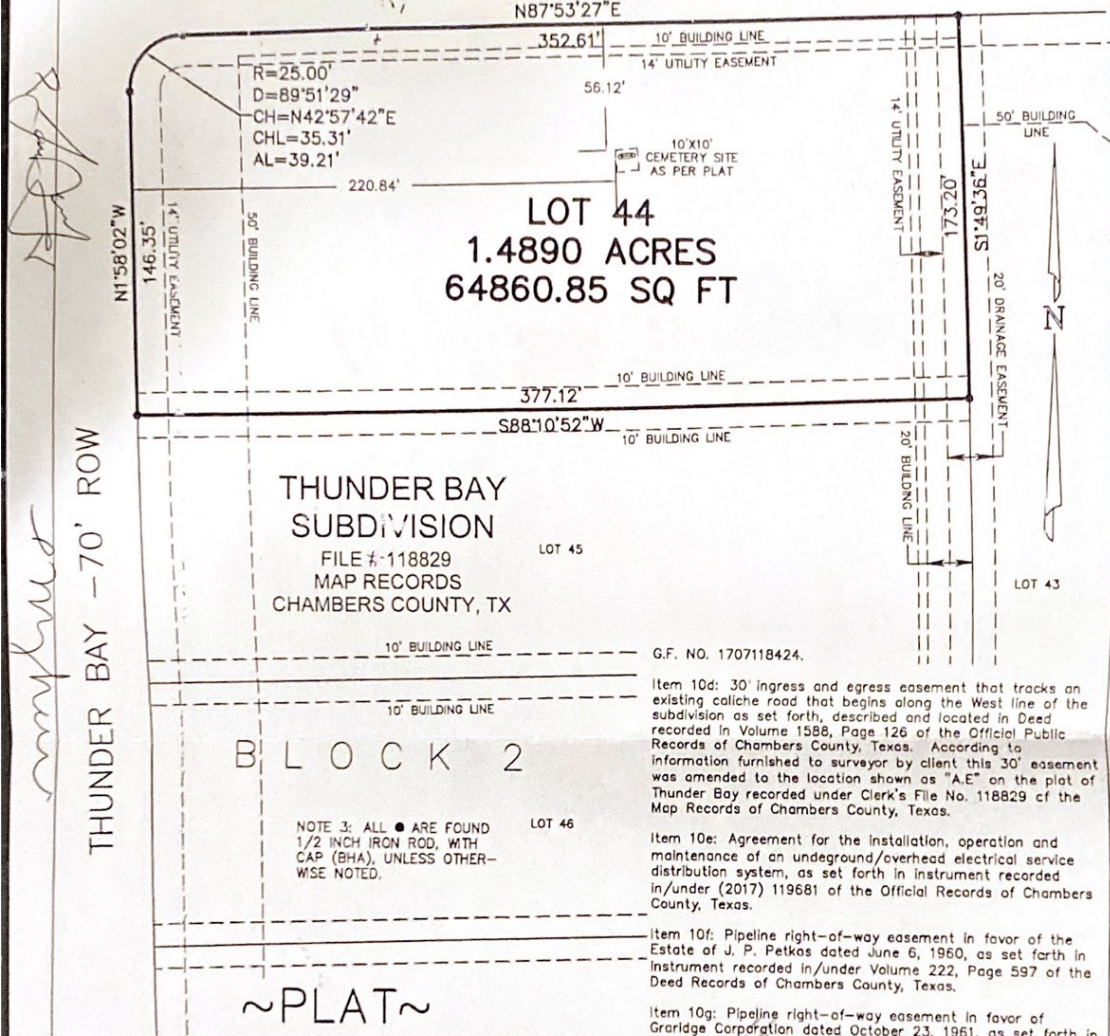 N87°53'27"E
352.61'
10' BUILDING LINE
14' UTILITY EASEMENT
R=25.00'
D=89°51'29"
CH=N42°57'42"E
CHL=35.31'
AL=39.21'
56.12'
10'X10'
CEMETERY SITE
AS PER PLAT
220.84'
50' BUILDING
LINE
14' UTILITY EASEMENT
173.20'
S1°49'36"E
N1°58'02"W
146.35'
14' UTILITY EASEMENT
50' BUILDING LINE
LOT 44
1.4890 ACRES
64860.85 SQ FT
20' DRAINAGE EASEMENT
N
10' BUILDING LINE
377.12'
S88°10'52"W
10' BUILDING LINE
20' BUILDING LINE
THUNDER BAY – 70' ROW
THUNDER BAY
SUBDIVISION
FILE #-118829
MAP RECORDS
CHAMBERS COUNTY, TX
LOT 45
LOT 43
10' BUILDING LINE
10' BUILDING LINE
BLOCK 2
NOTE 3: ALL ● ARE FOUND
1/2 INCH IRON ROD, WITH
CAP (BHA), UNLESS OTHER–
WISE NOTED.
LOT 46
~PLAT~
G.F. NO. 1707118424.
Item 10d: 30' ingress and egress easement that tracks an
existing caliche road that begins along the West line of the
subdivision as set forth, described and located in Deed
recorded in Volume 1588, Page 126 of the Official Public
Records of Chambers County, Texas. According to
information furnished to surveyor by client this 30' easement
was amended to the location shown as "A.E" on the plat of
Thunder Bay recorded under Clerk's File No. 118829 of the
Map Records of Chambers County, Texas.
Item 10e: Agreement for the installation, operation and
maintenance of an undeground/overhead electrical service
distribution system, as set forth in instrument recorded
in/under (2017) 119681 of the Official Records of Chambers
County, Texas.
Item 10f: Pipeline right–of–way easement in favor of the
Estate of J. P. Petkas dated June 6, 1960, as set forth in
Instrument recorded in/under Volume 222, Page 597 of the
Deed Records of Chambers County, Texas.
Item 10g: Pipeline right–of–way easement in favor of
Graridge Corporation dated October 23, 1961, as set forth in